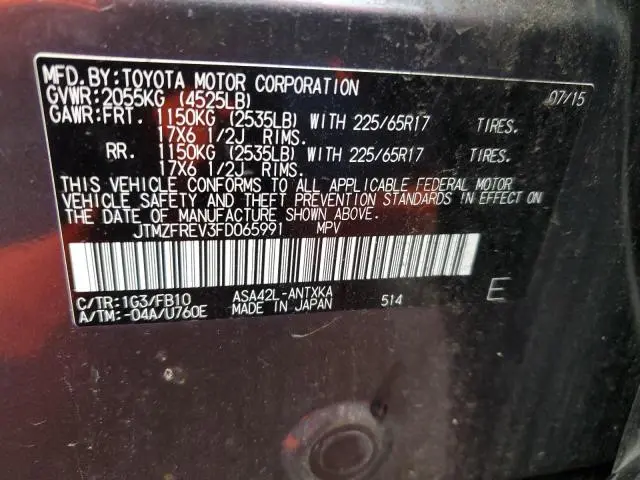 MFD.BY:TOYOTA MOTOR CORPORATION 07/15
GVWR:2055KG (4525LB)
GAWR:FRT. 1150KG (2535LB) WITH 225/65R17 TIRES.
17X6 1/2J RIMS.
RR. 1150KG (2535LB) WITH 225/65R17 TIRES.
17X6 1/2J RIMS.
THIS VEHICLE CONFORMS TO ALL APPLICABLE FEDERAL MOTOR
VEHICLE SAFETY AND THEFT PREVENTION STANDARDS IN EFFECT ON
THE DATE OF MANUFACTURE SHOWN ABOVE.
JTMZFREV3FD065991 MPV
C/TR:1G3/FB10 ASA42L-ANTXKA
A/TM:-04A/U760E MADE IN JAPAN 514 E